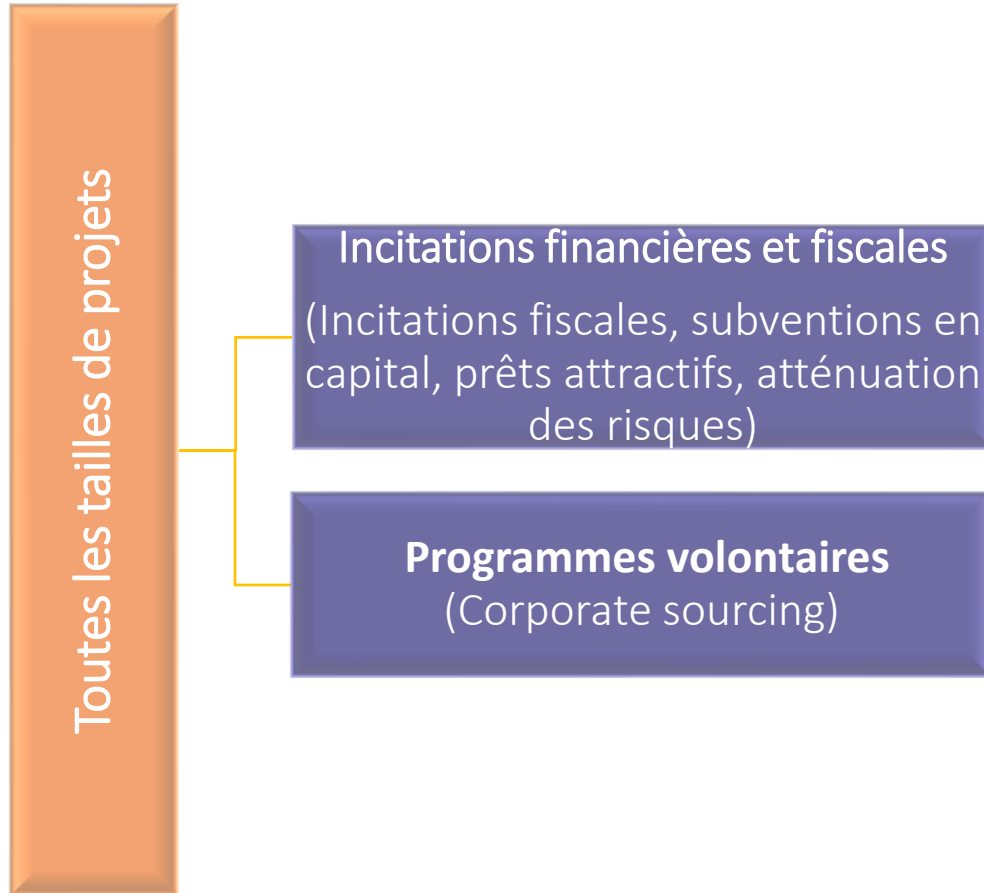 Toutes les tailles de projets
Incitations financières et fiscales
(Incitations fiscales, subventions en
capital, prêts attractifs, atténuation
des risques)
Programmes volontaires
(Corporate sourcing)